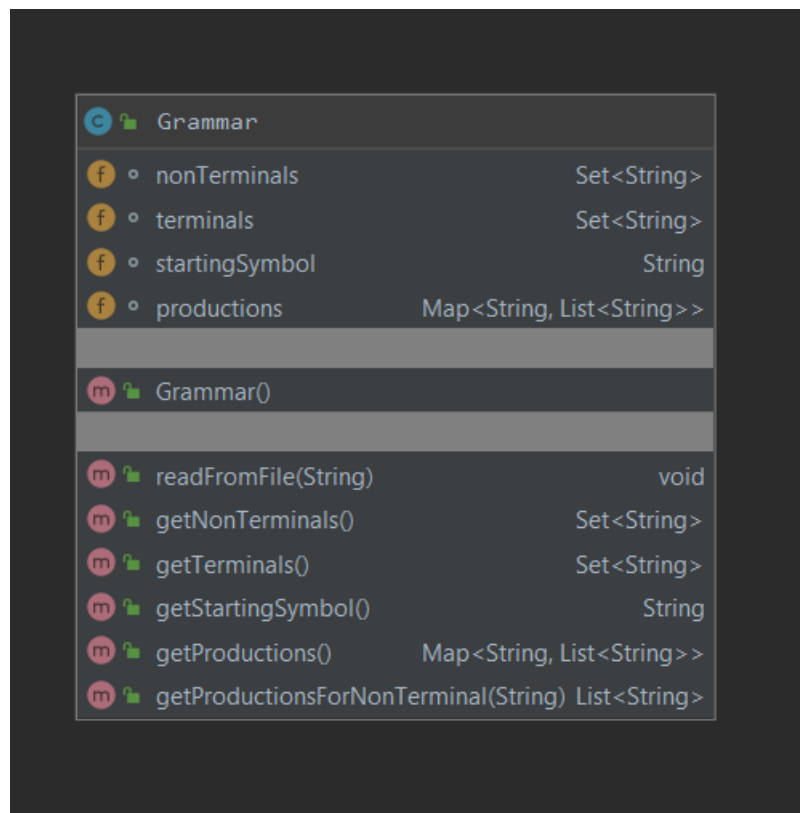 c Grammar
f nonTerminals Set<String>
f terminals Set<String>
f startingSymbol String
f productions Map<String, List<String>>
m Grammar()
m readFromFile(String) void
m getNonTerminals() Set<String>
m getTerminals() Set<String>
m getStartingSymbol() String
m getProductions() Map<String, List<String>>
m getProductionsForNonTerminal(String) List<String>